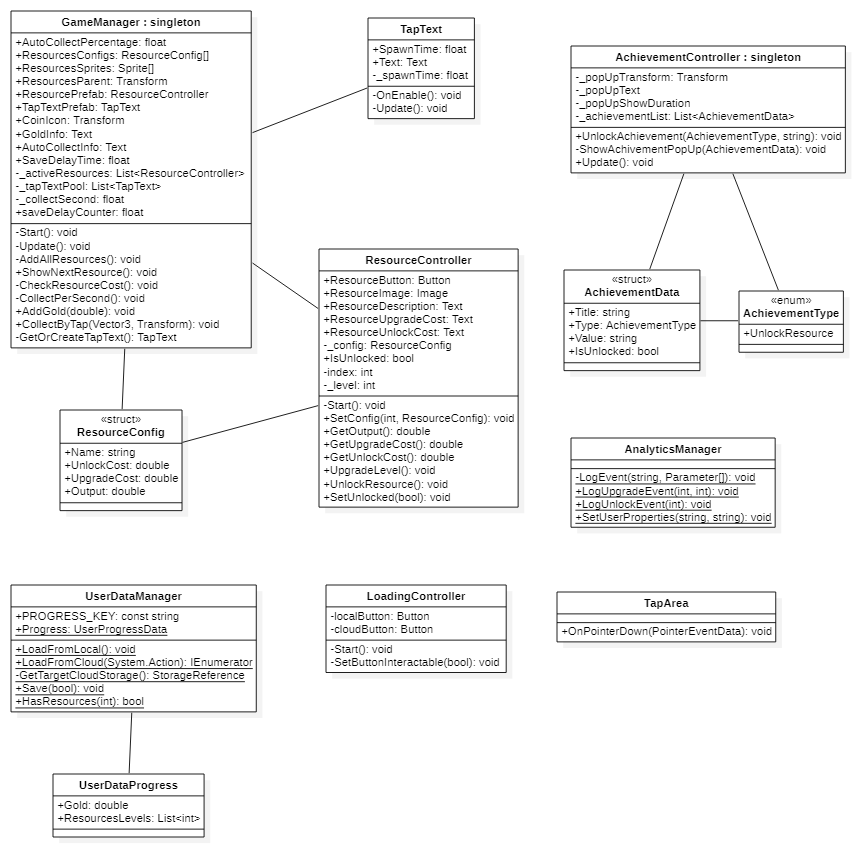 GameManager : singleton
+AutoCollectPercentage: float
+ResourcesConfigs: ResourceConfig[]
+ResourcesSprites: Sprite[]
+ResourcesParent: Transform
+ResourcePrefab: ResourceController
+TapTextPrefab: TapText
+CoinIcon: Transform
+GoldInfo: Text
+AutoCollectInfo: Text
+SaveDelayTime: float
-_activeResources: List<ResourceController>
-_tapTextPool: List<TapText>
-_collectSecond: float
+saveDelayCounter: float
-Start(): void
-Update(): void
-AddAllResources(): void
+ShowNextResource(): void
-CheckResourceCost(): void
-CollectPerSecond(): void
+AddGold(double): void
+CollectByTap(Vector3, Transform): void
-GetOrCreateTapText(): TapText
TapText
+SpawnTime: float
+Text: Text
-_spawnTime: float
-OnEnable(): void
-Update(): void
AchievementController : singleton
-_popUpTransform: Transform
-_popUpText
-_popUpShowDuration
-_achievementList: List<AchievementData>
+UnlockAchievement(AchievementType, string): void
-ShowAchievementPopUp(AchievementData): void
+Update(): void
ResourceController
+ResourceButton: Button
+ResourceImage: Image
+ResourceDescription: Text
+ResourceUpgradeCost: Text
+ResourceUnlockCost: Text
-_config: ResourceConfig
+IsUnlocked: bool
-index: int
-_level: int
-Start(): void
+SetConfig(int, ResourceConfig): void
+GetOutput(): double
+GetUpgradeCost(): double
+GetUnlockCost(): double
+UpgradeLevel(): void
+UnlockResource(): void
+SetUnlocked(bool): void
«struct»
AchievementData
+Title: string
+Type: AchievementType
+Value: string
+IsUnlocked: bool
«enum»
AchievementType
+UnlockResource
«struct»
ResourceConfig
+Name: string
+UnlockCost: double
+UpgradeCost: double
+Output: double
AnalyticsManager
-LogEvent(string, Parameter[]): void
+LogUpgradeEvent(int, int): void
+LogUnlockEvent(int): void
+SetUserProperties(string, string): void
UserDataManager
+PROGRESS_KEY: const string
+Progress: UserProgressData
+LoadFromLocal(): void
+LoadFromCloud(System.Action): IEnumerator
-GetTargetCloudStorage(): StorageReference
+Save(bool): void
+HasResources(int): bool
LoadingController
-localButton: Button
-cloudButton: Button
-Start(): void
-SetButtonInteractable(bool): void
TapArea
+OnPointerDown(PointerEventData): void
UserDataProgress
+Gold: double
+ResourcesLevels: List<int>